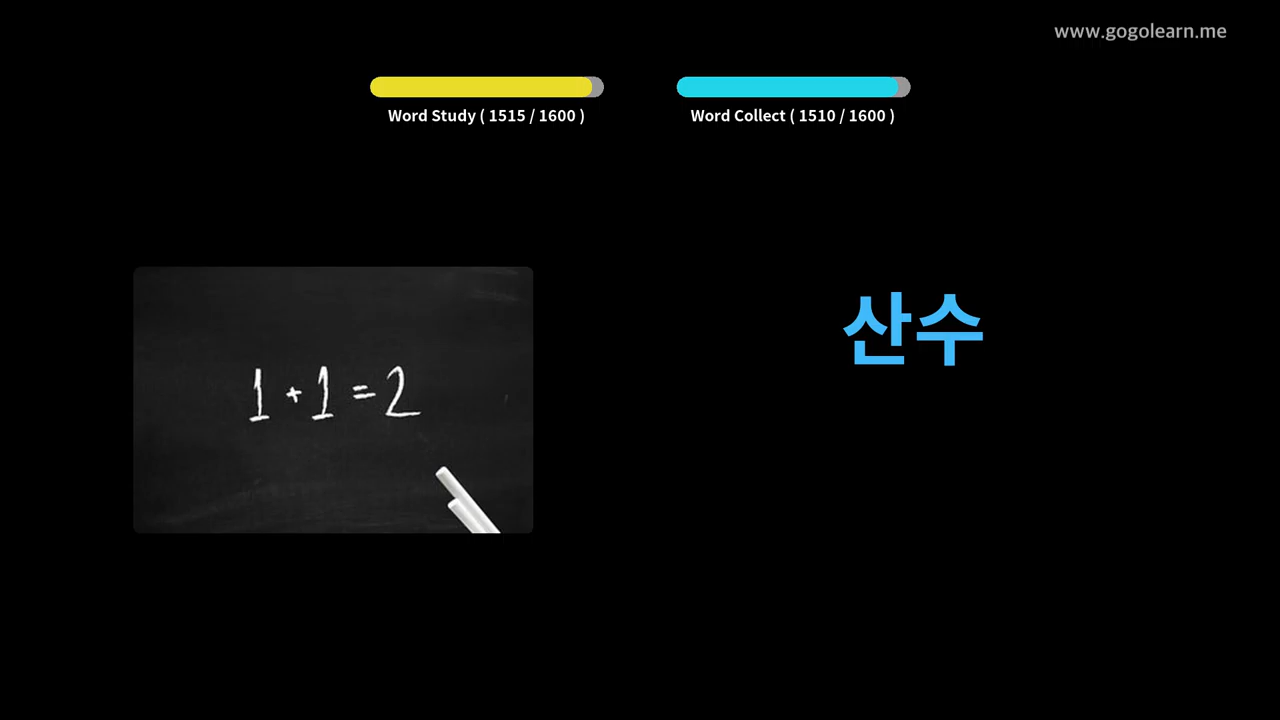 www.gogolearn.me
Word Study ( 1515 / 1600 )
Word Collect ( 1510 / 1600 )
산수
1 + 1 = 2